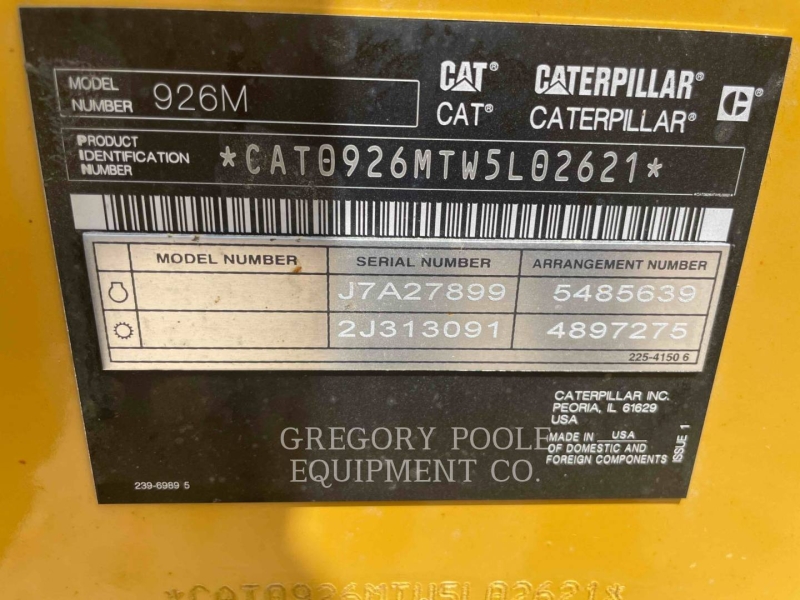 MODEL
NUMBER 926M
CAT® CATERPILLAR®
CAT® CATERPILLAR®
PRODUCT
IDENTIFICATION
NUMBER
*CAT0926MTW5L02621*
MODEL NUMBER SERIAL NUMBER ARRANGEMENT NUMBER
J7A27899 5485639
2J313091 4897275
225-4150 6
CATERPILLAR INC.
PEORIA, IL 61629
USA
MADE IN USA
OF DOMESTIC AND
FOREIGN COMPONENTS
ISSUE 1
GREGORY POOLE
EQUIPMENT CO.
239-6989 5
*CAT0926MTW5L02621*